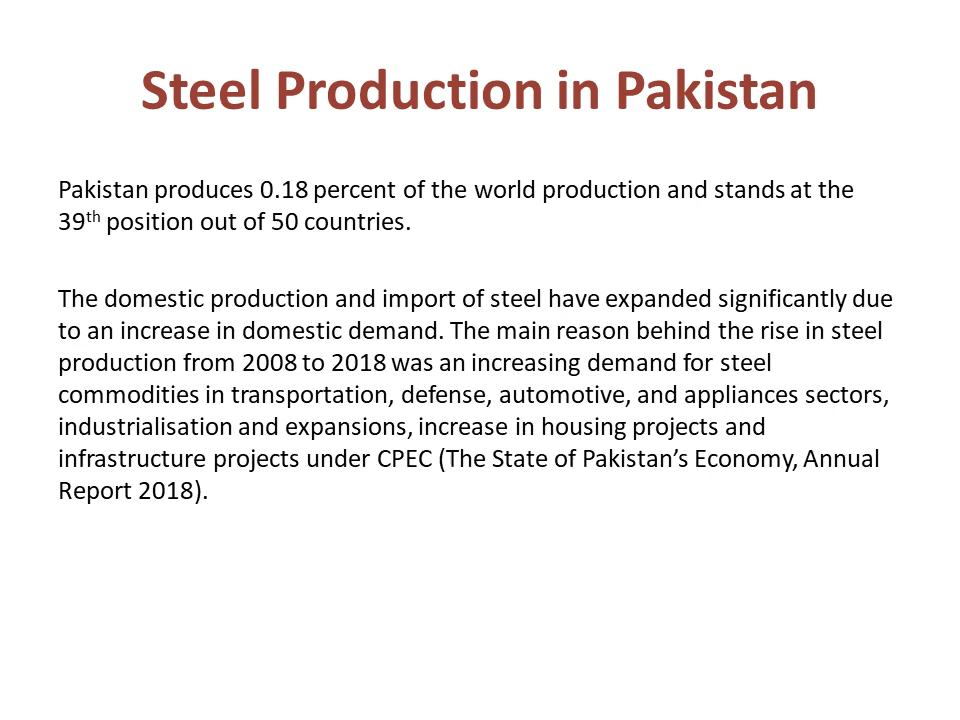 Steel Production in Pakistan
Pakistan produces 0.18 percent of the world production and stands at the
39th position out of 50 countries.
The domestic production and import of steel have expanded significantly due
to an increase in domestic demand. The main reason behind the rise in steel
production from 2008 to 2018 was an increasing demand for steel
commodities in transportation, defense, automotive, and appliances sectors,
industrialisation and expansions, increase in housing projects and
infrastructure projects under CPEC (The State of Pakistan’s Economy, Annual
Report 2018).